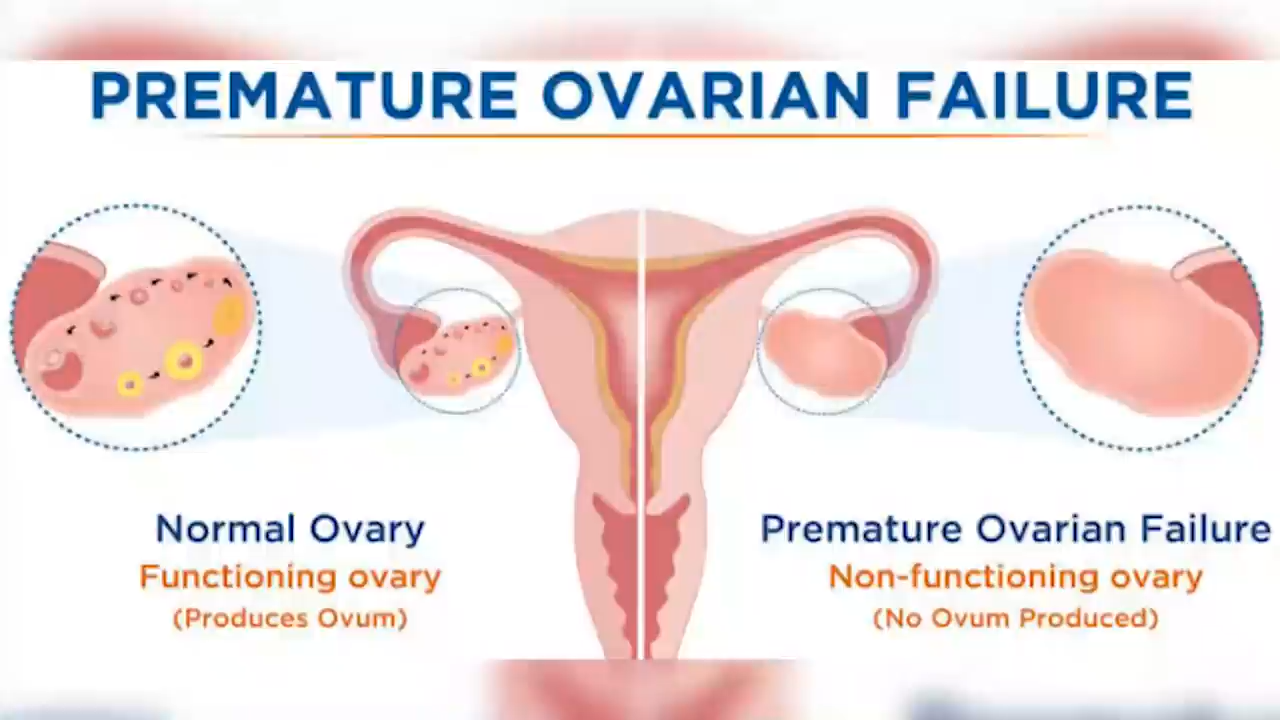 PREMATURE OVARIAN FAILURE
Normal Ovary
Functioning ovary
(Produces Ovum)
Premature Ovarian Failure
Non-functioning ovary
(No Ovum Produced)